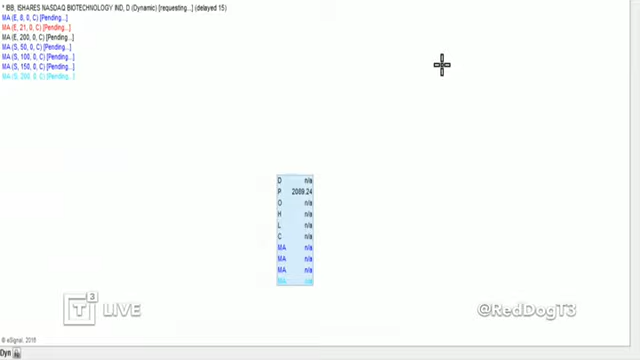 * IBB, ISHARES NASDAQ BIOTECHNOLOGY IND, D (Dynamic) [requesting...] (delayed 15)
MA (E, 8, 0, C) [Pending...]
MA (E, 21, 0, C) [Pending...]
MA (E, 200, 0, C) [Pending...]
MA (S, 50, 0, C) [Pending...]
MA (S, 100, 0, C) [Pending...]
MA (S, 150, 0, C) [Pending...]
MA (S, 200, 0, C) [Pending...]
D n/a
P 2089.24
O n/a
H n/a
L n/a
C n/a
MA n/a
MA n/a
MA n/a
MA n/a
T3 LIVE
@RedDogT3
© eSignal, 2015
Dyn